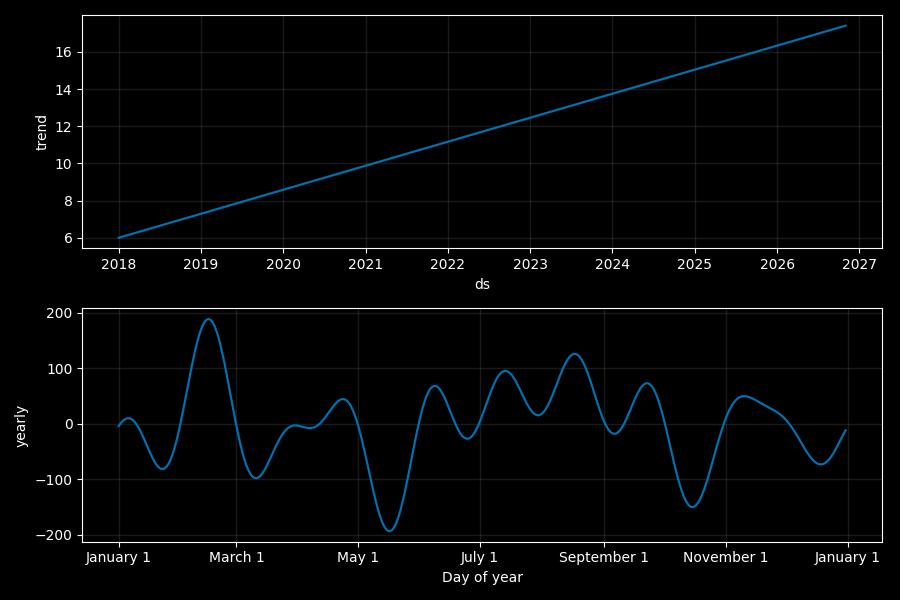 16
14
12
10
8
6
trend
2018 2019 2020 2021 2022 2023 2024 2025 2026 2027
ds
200
100
0
−100
−200
yearly
January 1 March 1 May 1 July 1 September 1 November 1 January 1
Day of year